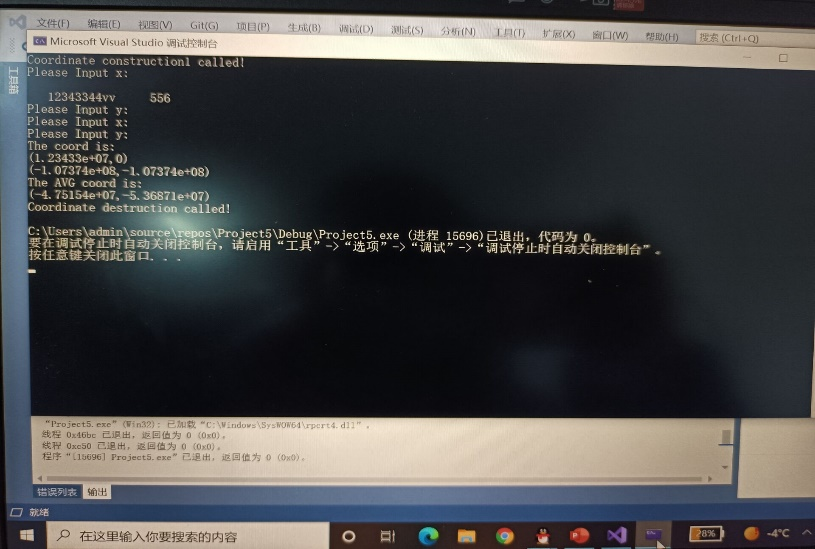 文件(F) 编辑(E) 视图(V) Git(G) 项目(P) 生成(B) 调试(D) 测试(S) 分析(N) 工具(T) 扩展(X) 窗口(W) 帮助(H) 搜索 (Ctrl+Q)
Microsoft Visual Studio 调试控制台
工具箱
Coordinate construction1 called!
Please Input x:
12343344vv 556
Please Input y:
Please Input x:
Please Input y:
The coord is:
(1.23433e+07,0)
(-1.07374e+08,-1.07374e+08)
The AVG coord is:
(-4.75154e+07,-5.36871e+07)
Coordinate destruction called!
C:\Users\admin\source\repos\Project5\Debug\Project5.exe (进程 15696)已退出，代码为 0。
要在调试停止时自动关闭控制台，请启用“工具”->“选项”->“调试”->“调试停止时自动关闭控制台”。
按任意键关闭此窗口. . .
“Project5.exe”(Win32): 已加载“C:\Windows\SysWOW64\rpcrt4.dll”。
线程 0x46bc 已退出，返回值为 0 (0x0)。
线程 0xc50 已退出，返回值为 0 (0x0)。
程序“[15696] Project5.exe”已退出，返回值为 0 (0x0)。
错误列表 输出
就绪
在这里输入你要搜索的内容
28%
-4°C